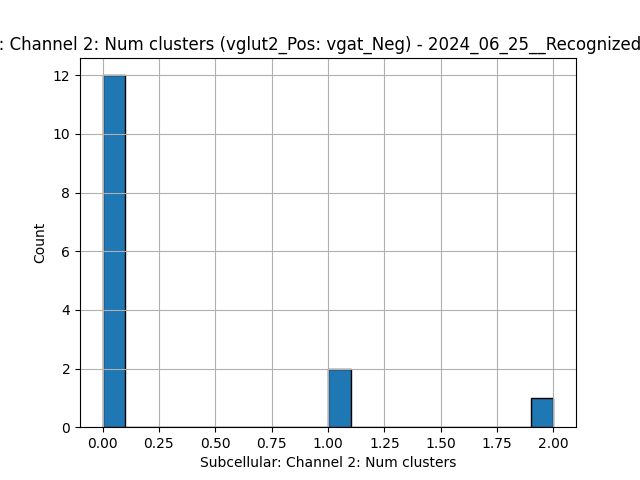 : Channel 2: Num clusters (vglut2_Pos: vgat_Neg) - 2024_06_25__Recognized
12
10
8
6
4
2
0
Count
0.00 0.25 0.50 0.75 1.00 1.25 1.50 1.75 2.00
Subcellular: Channel 2: Num clusters